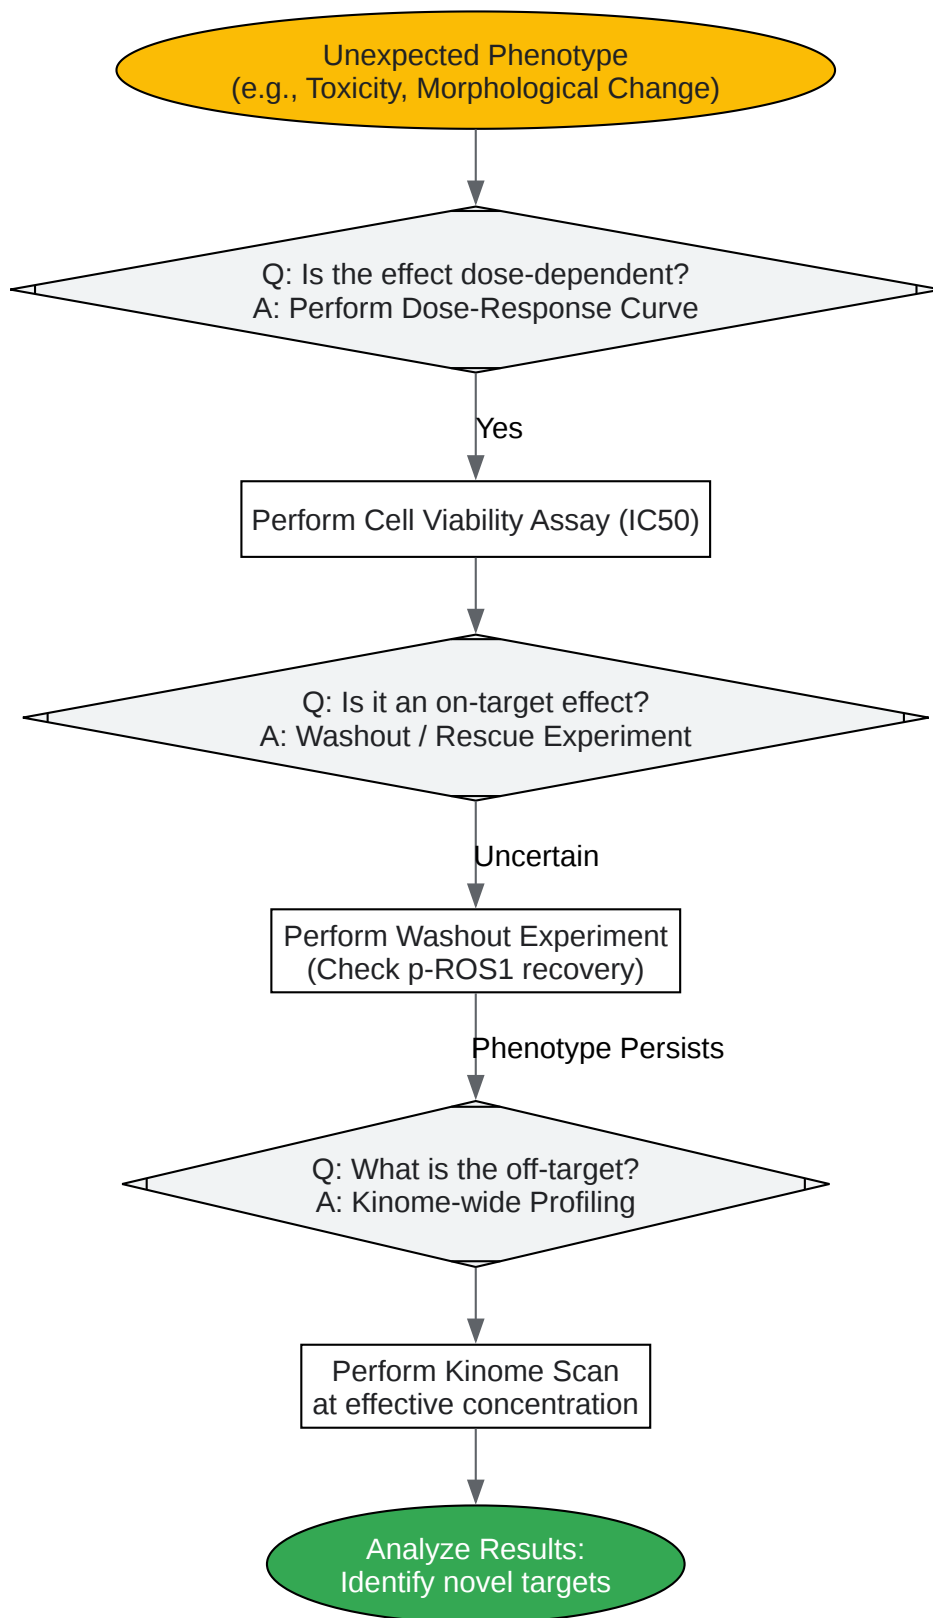 Unexpected Phenotype
(e.g., Toxicity, Morphological Change)
Q: Is the effect dose-dependent?
A: Perform Dose-Response Curve
Yes
Perform Cell Viability Assay (IC50)
Q: Is it an on-target effect?
A: Washout / Rescue Experiment
Uncertain
Perform Washout Experiment
(Check p-ROS1 recovery)
Phenotype Persists
Q: What is the off-target?
A: Kinome-wide Profiling
Perform Kinome Scan
at effective concentration
Analyze Results:
Identify novel targets